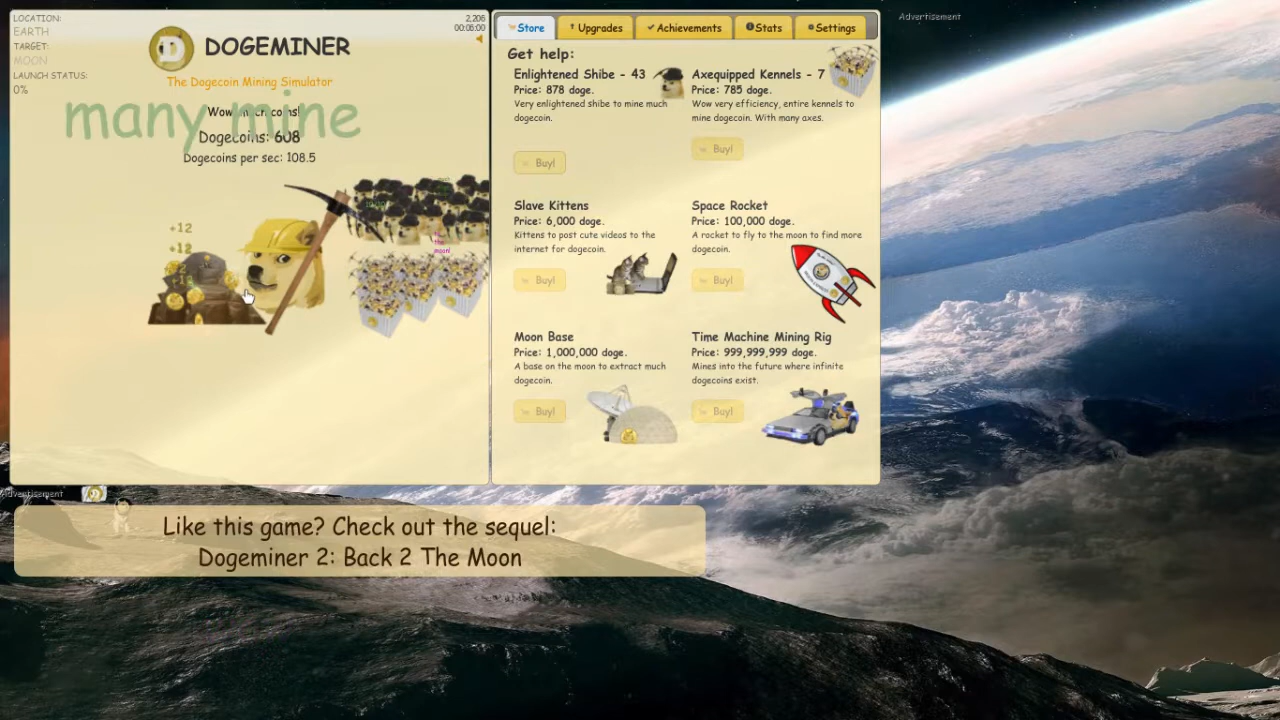 LOCATION:
EARTH
TARGET:
MOON
LAUNCH STATUS:
0%
2,206
00:06:00
DOGEMINER
The Dogecoin Mining Simulator
many mine
Dogecoins: 608
Dogecoins per sec: 108.5
+12
+12
moon!
Store
Upgrades
Achievements
Stats
Settings
Get help:
Enlightened Shibe - 43
Price: 878 doge.
Very enlightened shibe to mine much
dogecoin.
Buy!
Axequipped Kennels - 7
Price: 785 doge.
Wow very efficiency, entire kennels to
mine dogecoin. With many axes.
Buy!
Slave Kittens
Price: 6,000 doge.
Kittens to post cute videos to the
internet for dogecoin.
Buy!
Space Rocket
Price: 100,000 doge.
A rocket to fly to the moon to find more
dogecoin.
Buy!
Moon Base
Price: 1,000,000 doge.
A base on the moon to extract much
dogecoin.
Buy!
Time Machine Mining Rig
Price: 999,999,999 doge.
Mines into the future where infinite
dogecoins exist.
Buy!
Advertisement
Advertisement
Like this game? Check out the sequel:
Dogeminer 2: Back 2 The Moon